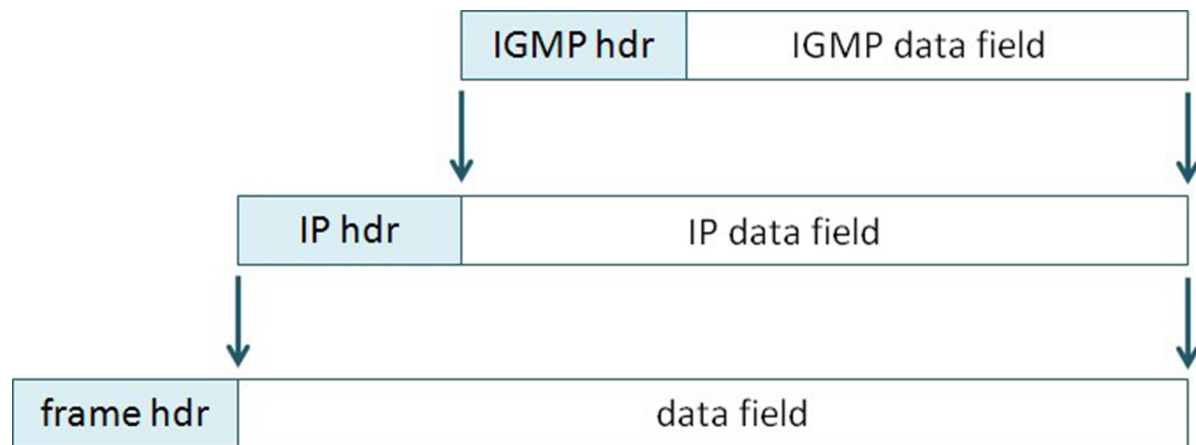 IGMP hdr IGMP data field
IP hdr IP data field
frame hdr data field